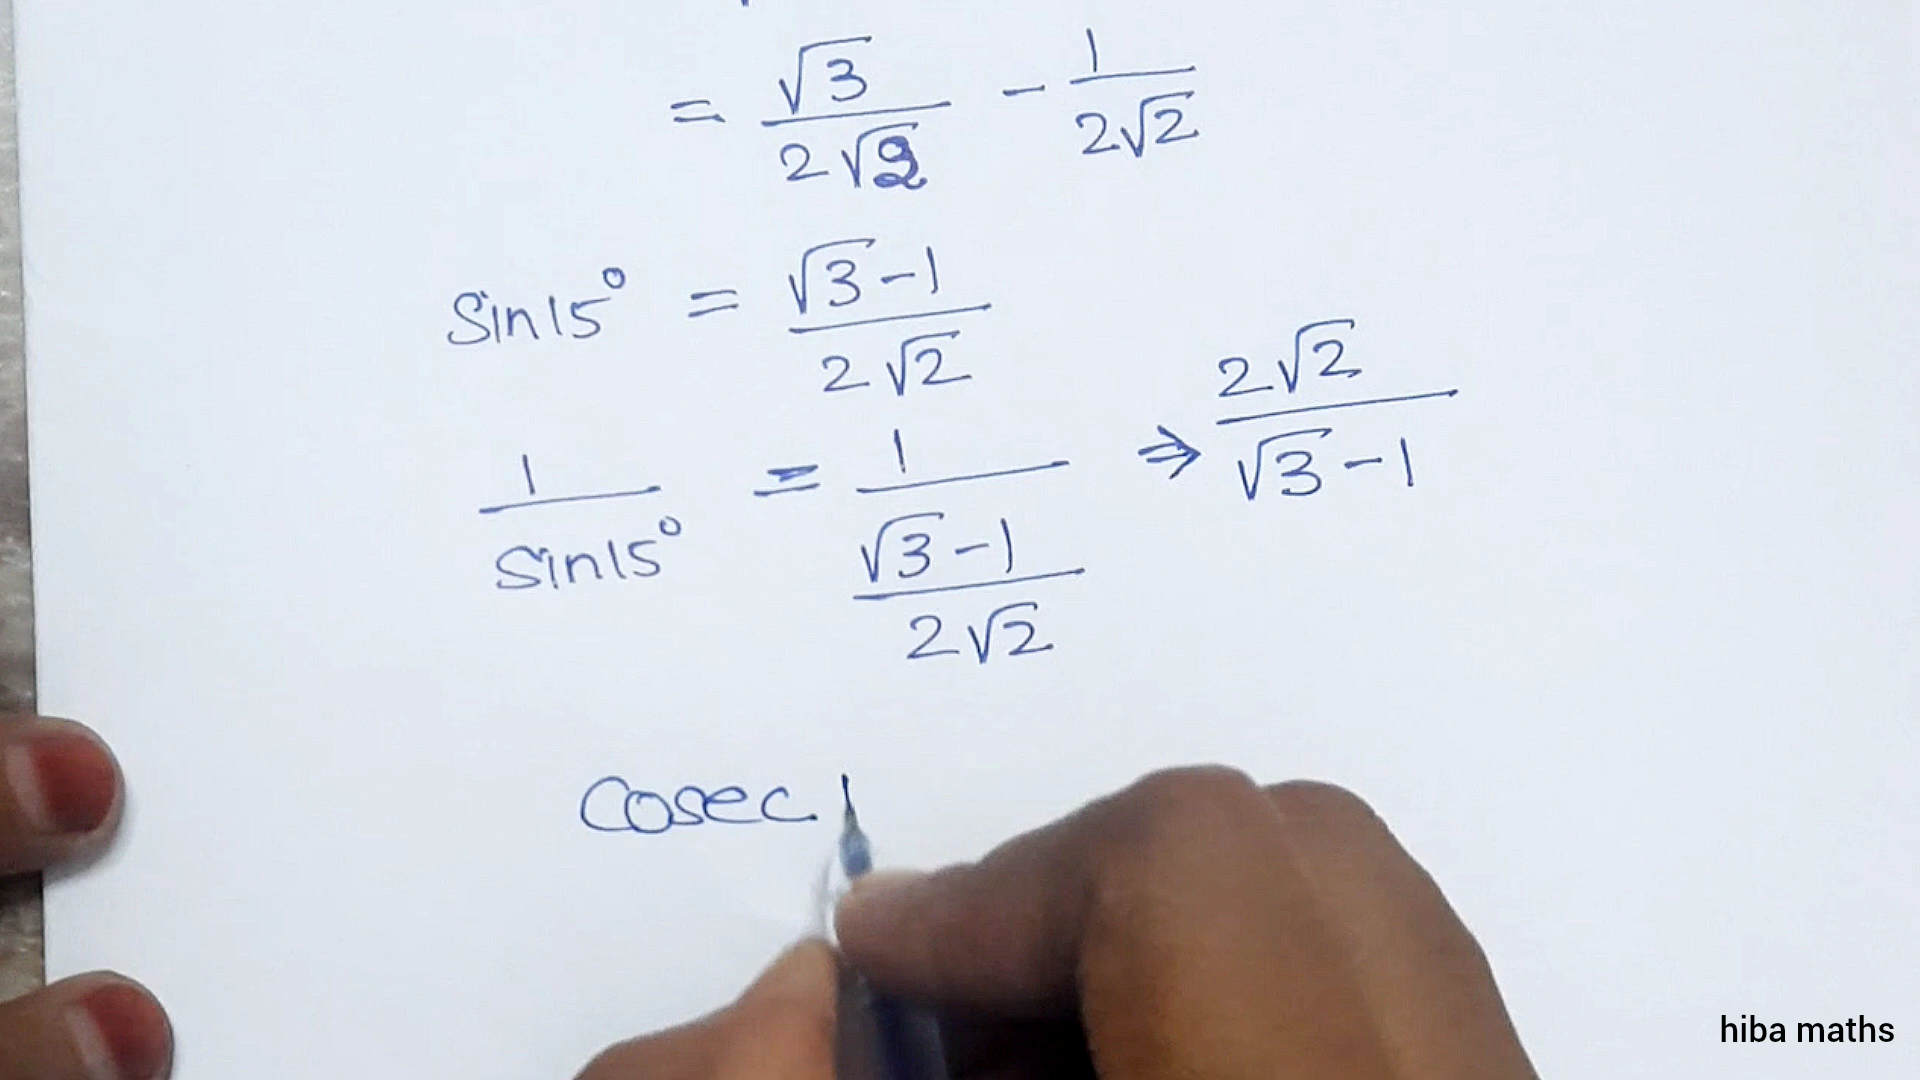 = √3/2√2 - 1/2√2
Sin15° = √3-1/2√2
1/Sin15° = 1/√3-1/2√2 ⇒ 2√2/√3-1
Cosec 1
hiba maths